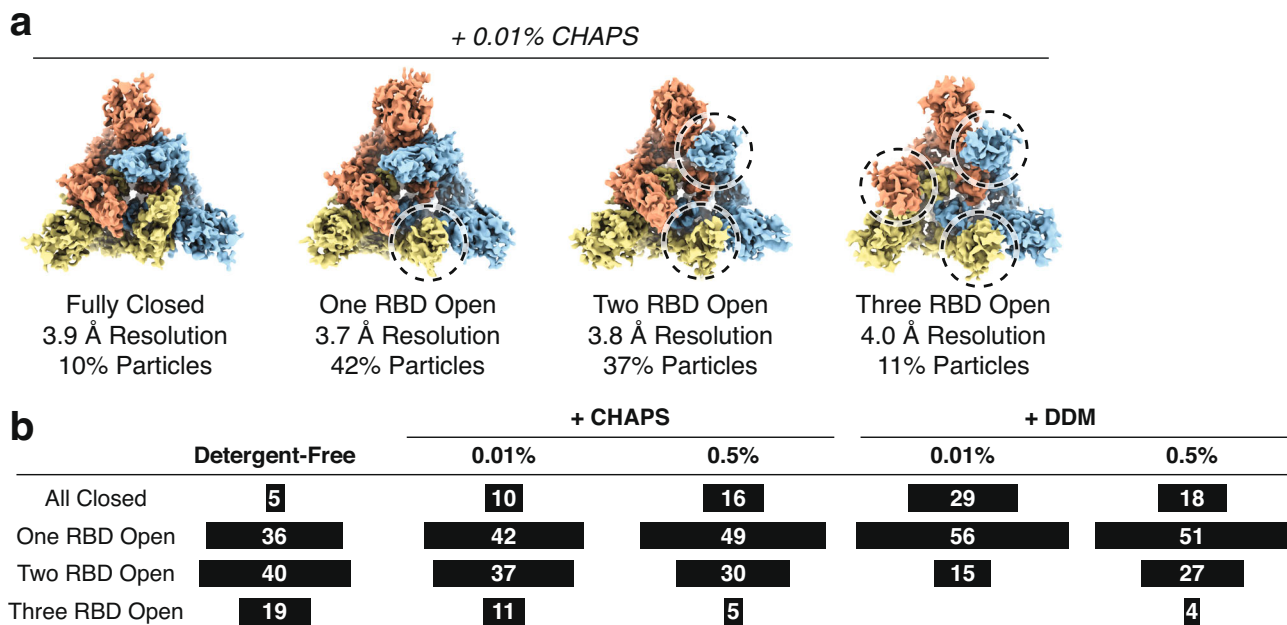 a
+ 0.01% CHAPS
Fully Closed
3.9 Å Resolution
10% Particles
One RBD Open
3.7 Å Resolution
42% Particles
Two RBD Open
3.8 Å Resolution
37% Particles
Three RBD Open
4.0 Å Resolution
11% Particles
b
+ CHAPS + DDM
Detergent-Free 0.01% 0.5% 0.01% 0.5%
All Closed 5 10 16 29 18
One RBD Open 36 42 49 56 51
Two RBD Open 40 37 30 15 27
Three RBD Open 19 11 5 4